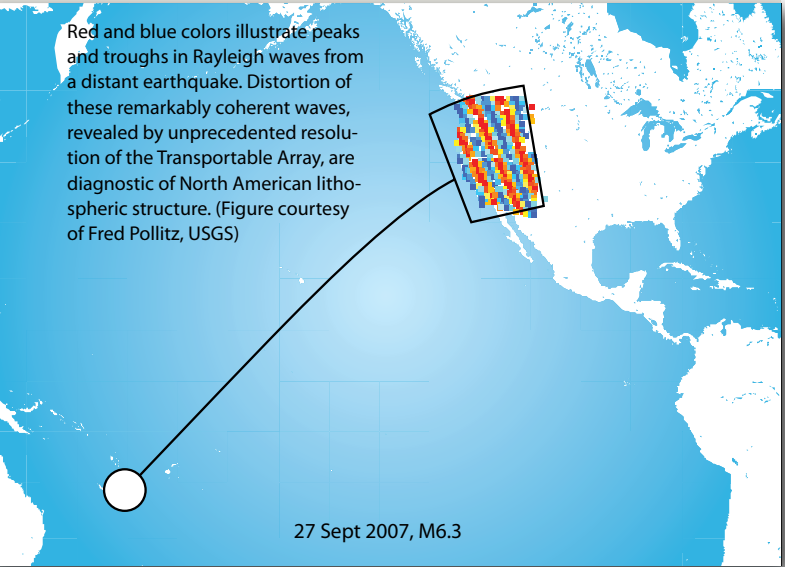 Red and blue colors illustrate peaks
and troughs in Rayleigh waves from
a distant earthquake. Distortion of
these remarkably coherent waves,
revealed by unprecedented resolu-
tion of the Transportable Array, are
diagnostic of North American litho-
spheric structure. (Figure courtesy
of Fred Pollitz, USGS)
27 Sept 2007, M6.3